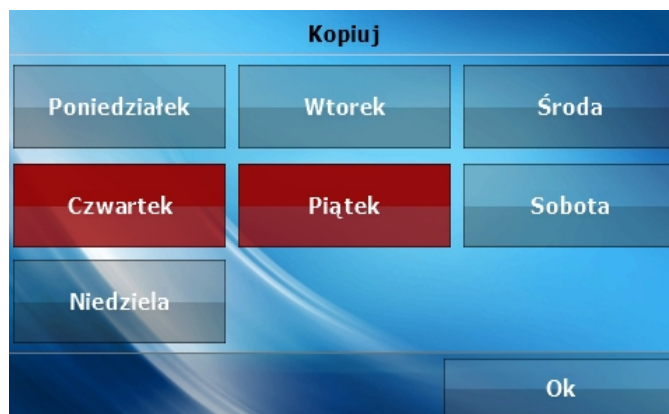 Kopiuj
Poniedziałek Wtorek Środa
Czwartek Piątek Sobota
Niedziela
Ok